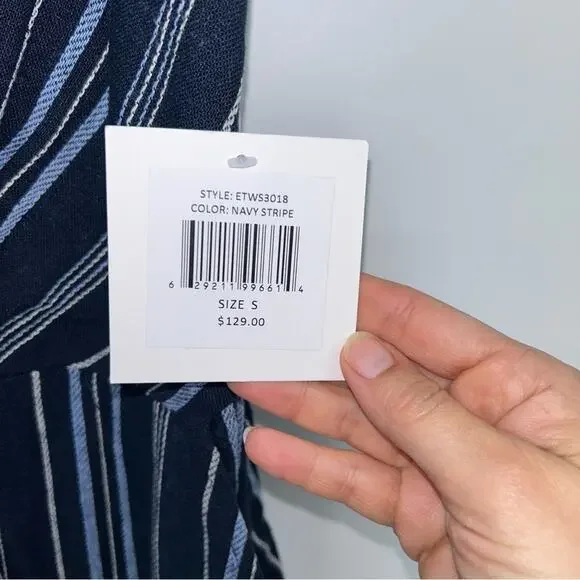 STYLE: ETWS3018
COLOR: NAVY STRIPE
6 29211 99661 4
SIZE S
$129.00